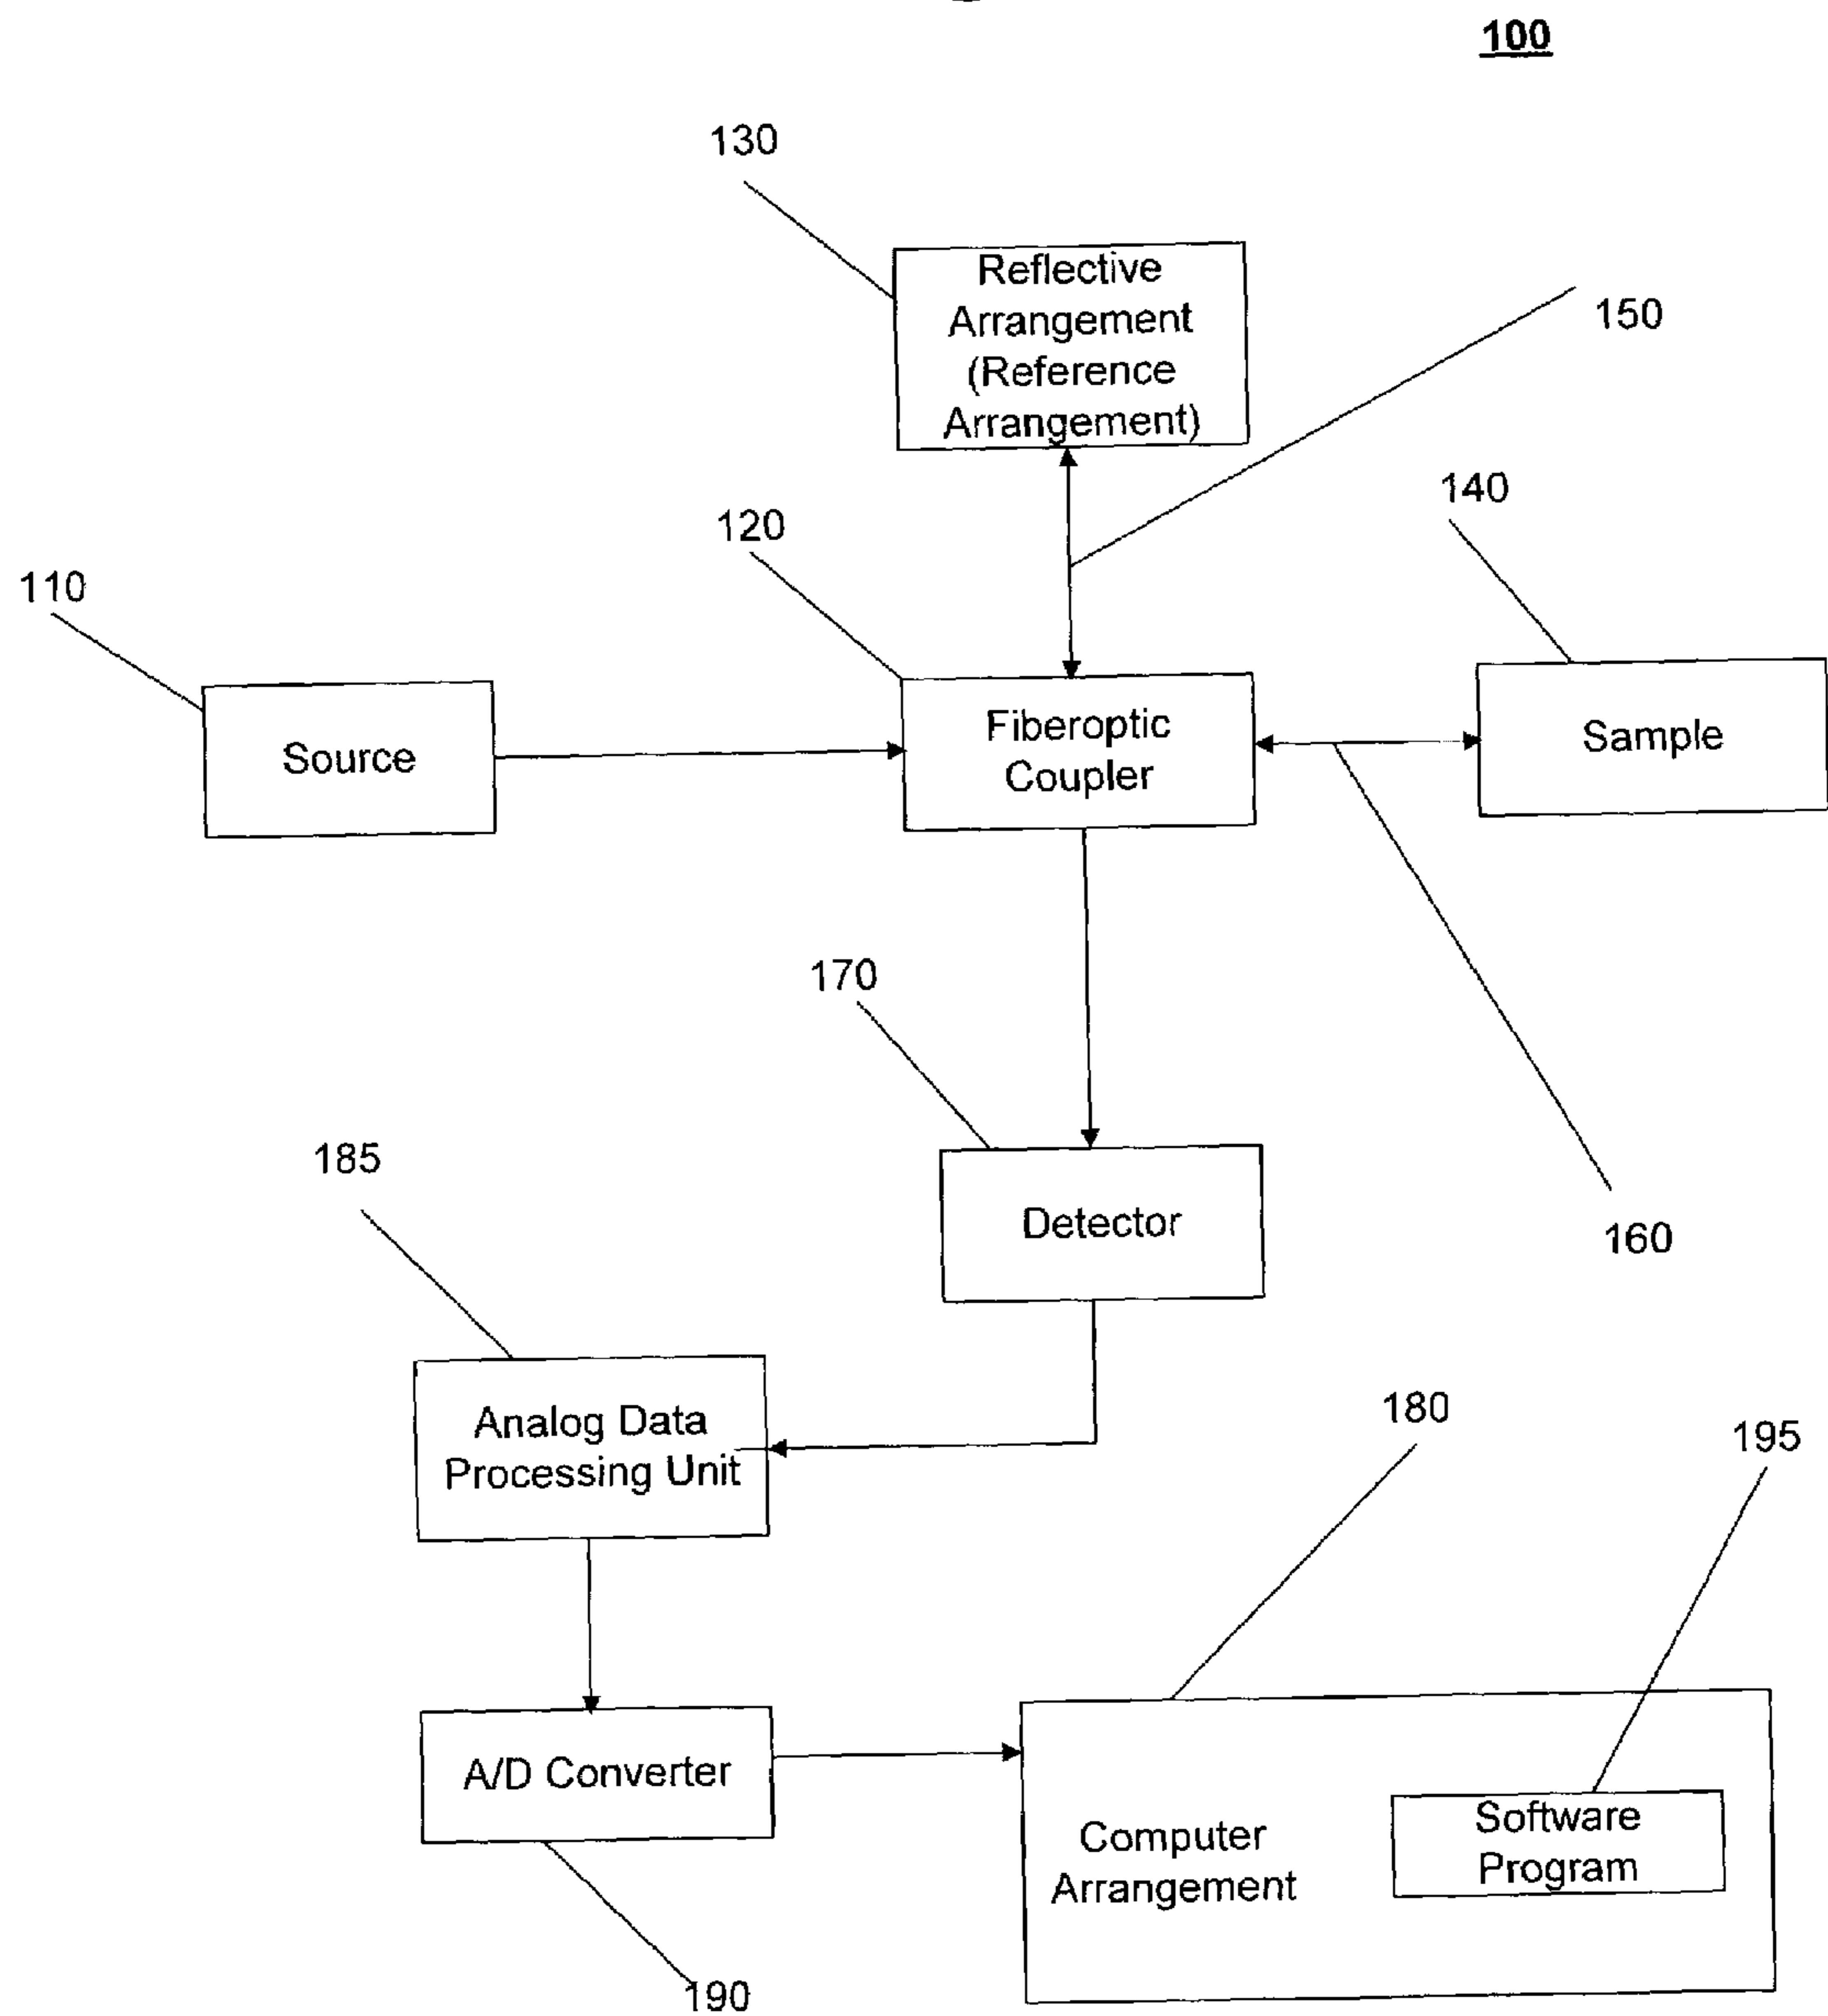 100
130
Reflective
Arrangement
(Reference
Arrangement)
150
140
120
110
Source
Fiberoptic
Coupler
Sample
170
160
185
Detector
180
195
Analog Data
Processing Unit
A/D Converter
Computer
Arrangement
Software
Program
190